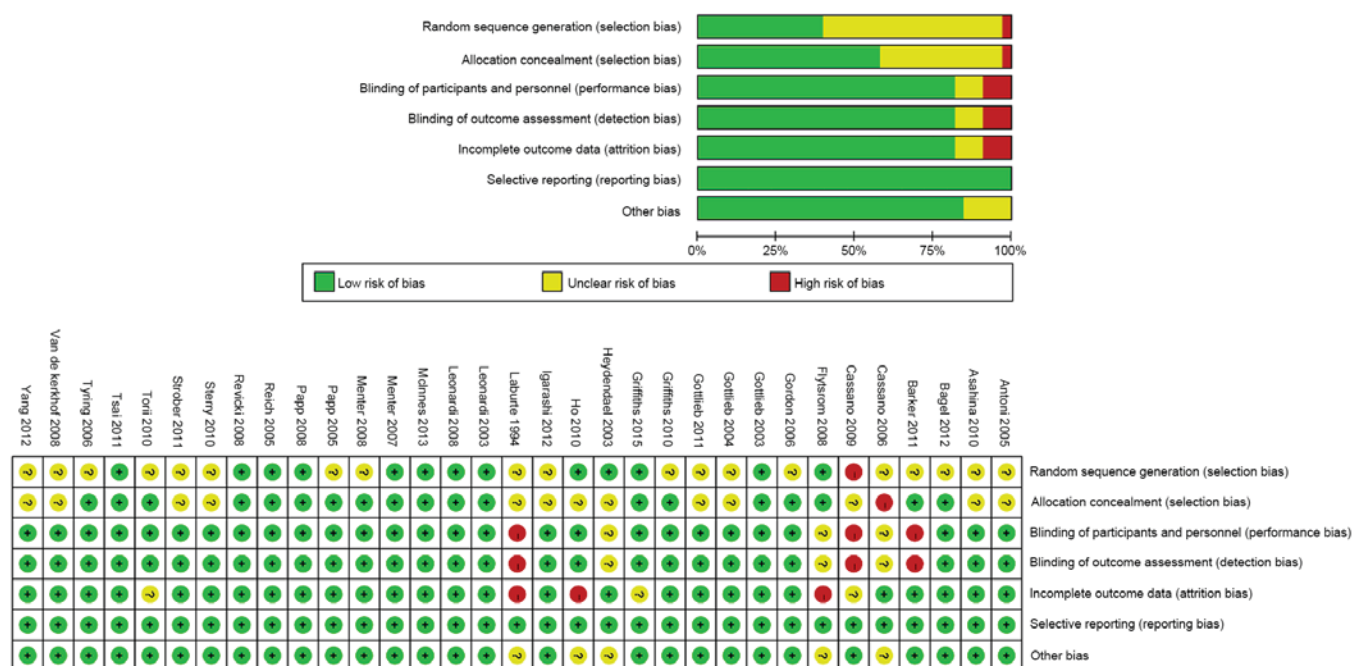 Random sequence generation (selection bias)
Allocation concealment (selection bias)
Blinding of participants and personnel (performance bias)
Blinding of outcome assessment (detection bias)
Incomplete outcome data (attrition bias)
Selective reporting (reporting bias)
Other bias
0% 25% 50% 75% 100%
Low risk of bias Unclear risk of bias High risk of bias
Yang 2012
Van de kerkhof 2008
Tyring 2006
Tsai 2011
Torii 2010
Strober 2011
Sterry 2010
Revicki 2008
Reich 2005
Papp 2008
Papp 2005
Menter 2008
Menter 2007
McInnes 2013
Leonardi 2008
Leonardi 2003
Laburte 1994
Igarashi 2012
Ho 2010
Heydendael 2003
Griffiths 2015
Griffiths 2010
Gottlieb 2011
Gottlieb 2004
Gottlieb 2003
Gordon 2006
Flytsrom 2008
Cassano 2009
Cassano 2006
Barker 2011
Bagel 2012
Asahina 2010
Antoni 2005
? ? ? + ? ? ? + + + ? ? + + + + ? ? + + + ? ? ? + ? + – ? ? ? ? ? Random sequence generation (selection bias)
? ? + + + ? ? + + + + + + + + + ? ? ? ? + + ? ? + + + ? – + + ? ? Allocation concealment (selection bias)
+ + + + + + + + + + + + + + + + – + + ? + + + + + + ? – ? – + + + Blinding of participants and personnel (performance bias)
+ + + + + + + + + + + + + + + + – + + ? + + + + + + ? – ? – + + + Blinding of outcome assessment (detection bias)
+ + + + ? + + + + + + + + + + + – + – + ? + + + + + – ? + + + + + Incomplete outcome data (attrition bias)
+ + + + + + + + + + + + + + + + + + + + + + + + + + + + + + + + + Selective reporting (reporting bias)
+ + + + + + + + + + + + + + + + ? + ? ? + + + + + + ? + ? + + + + Other bias